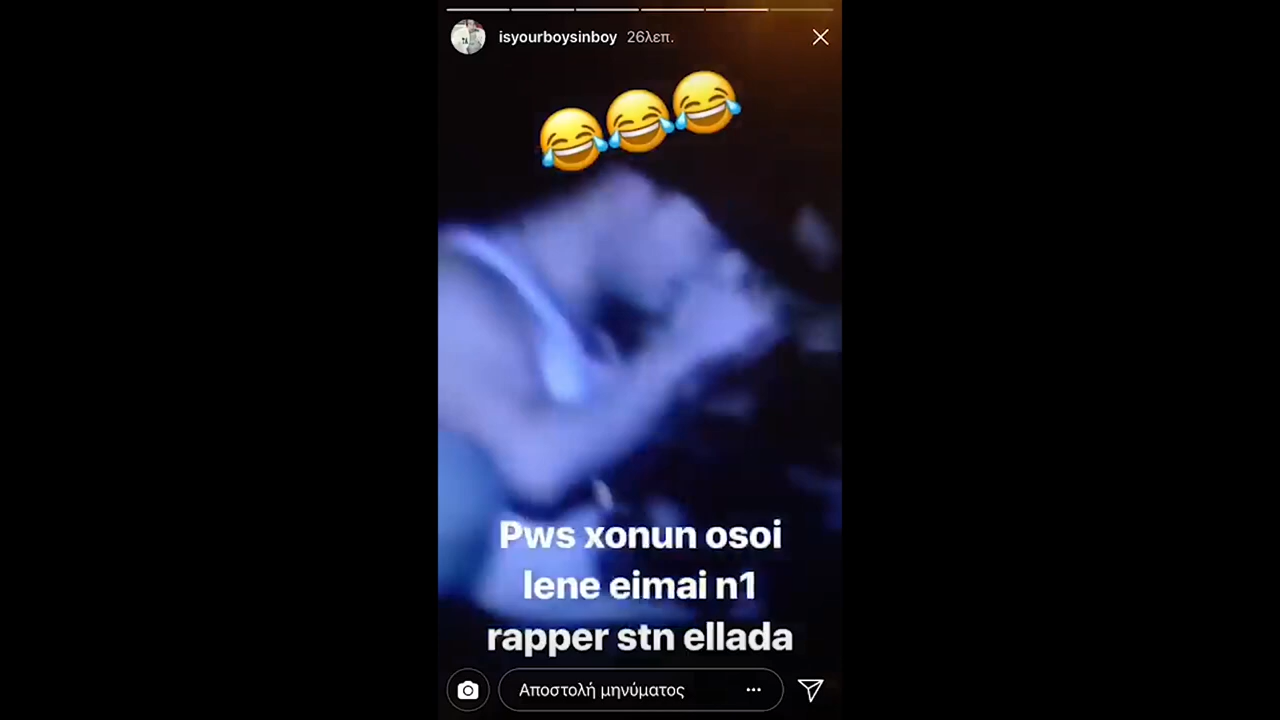 isyourboysinboy 26λεπ.
Pws xonun osoi
lene eimai n1
rapper stn ellada
Αποστολή μηνύματος